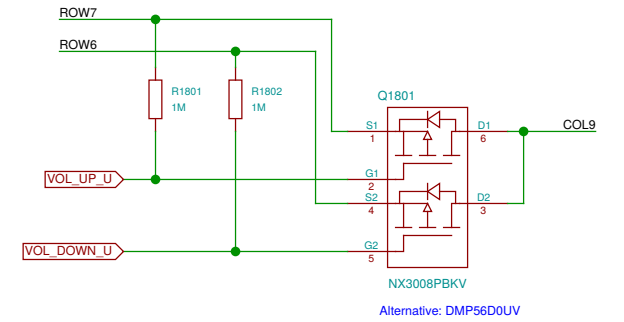 ROW7
ROW6
R1801
1M
R1802
1M
Q1801
S1
1
D1
6
COL9
G1
2
VOL_UP_U
S2
4
D2
3
G2
5
VOL_DOWN_U
NX3008PBKV
Alternative: DMP56D0UV